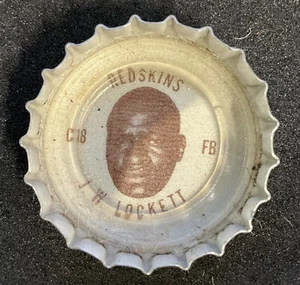 REDSKINS
C18 FB
J W LOCKETT